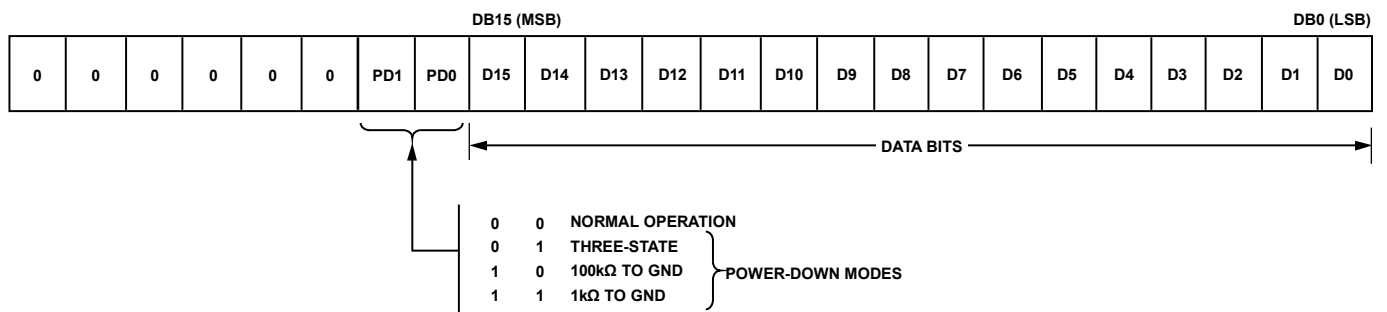 DB15 (MSB) DB0 (LSB)
0 0 0 0 0 0 PD1 PD0 D15 D14 D13 D12 D11 D10 D9 D8 D7 D6 D5 D4 D3 D2 D1 D0
DATA BITS
0 0 NORMAL OPERATION
0 1 THREE-STATE
1 0 100kΩ TO GND
1 1 1kΩ TO GND
POWER-DOWN MODES